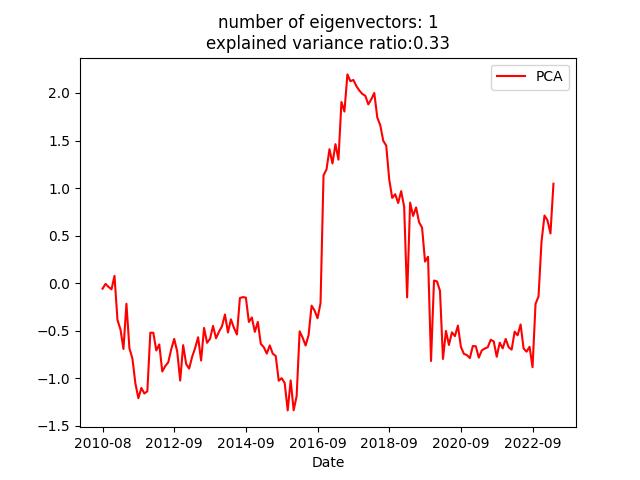 number of eigenvectors: 1
explained variance ratio:0.33
PCA
2.0
1.5
1.0
0.5
0.0
−0.5
−1.0
−1.5
2010-08 2012-09 2014-09 2016-09 2018-09 2020-09 2022-09
Date